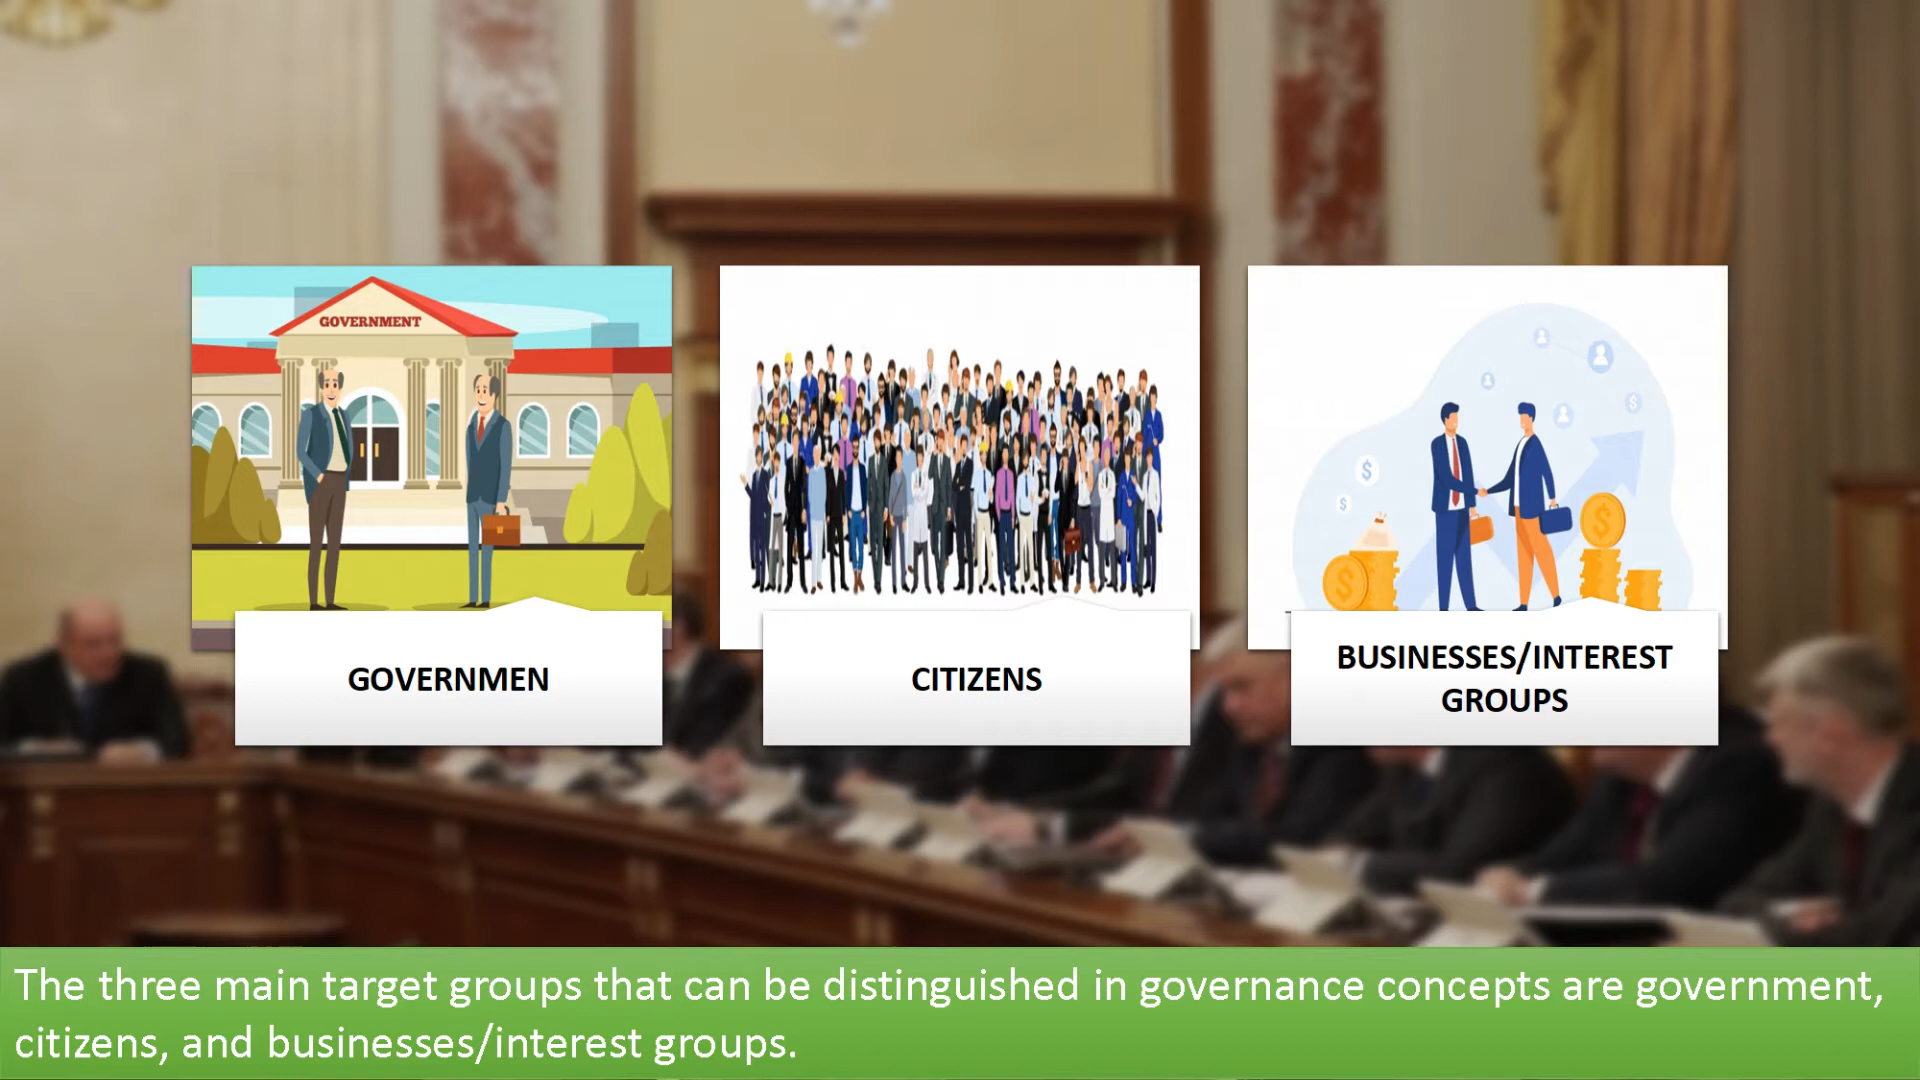 GOVERNMENT
GOVERNMEN
CITIZENS
BUSINESSES/INTEREST
GROUPS
The three main target groups that can be distinguished in governance concepts are government,
citizens, and businesses/interest groups.